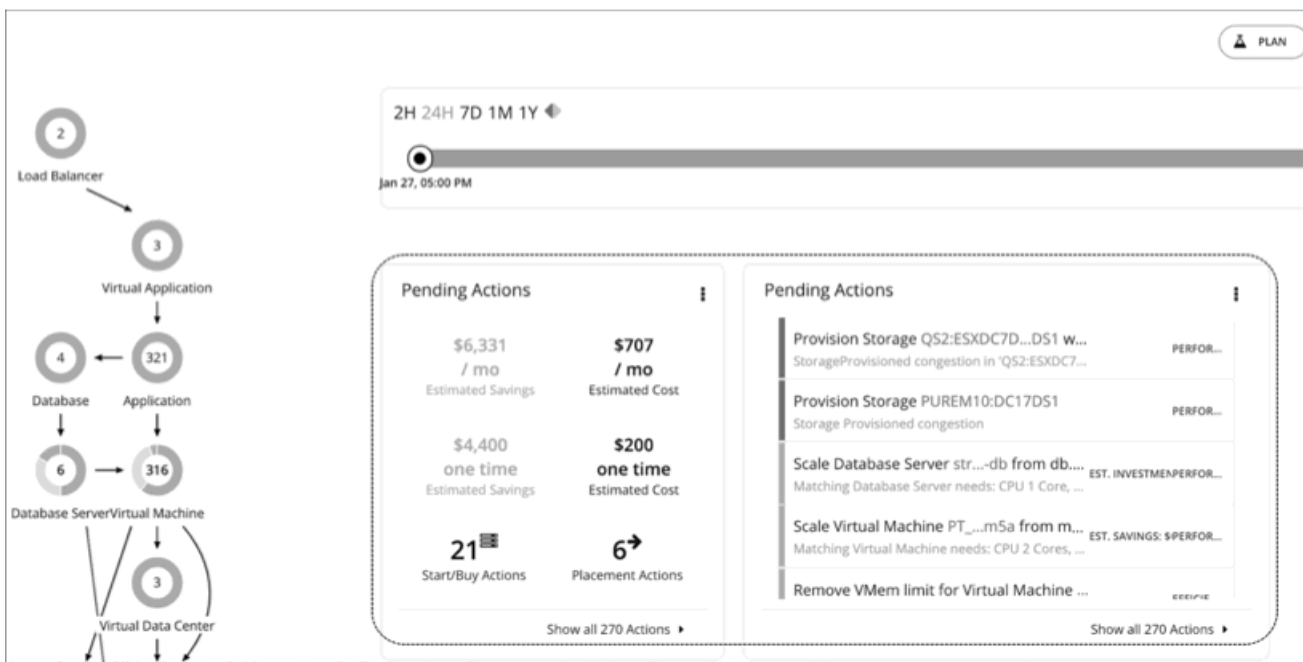 PLAN
2H 24H 7D 1M 1Y
Jan 27, 05:00 PM
2
Load Balancer
3
Virtual Application
4
321
Database
Application
6
316
Database Server
Virtual Machine
3
Virtual Data Center
Pending Actions
$6,331
/ mo
Estimated Savings
$707
/ mo
Estimated Cost
$4,400
one time
Estimated Savings
$200
one time
Estimated Cost
21
Start/Buy Actions
6
Placement Actions
Show all 270 Actions
Pending Actions
Provision Storage QS2:ESXDC7D...DS1 w...
StorageProvisioned congestion in 'QS2:ESXDC7...
PERFOR...
Provision Storage PUREM10:DC17DS1
Storage Provisioned congestion
PERFOR...
Scale Database Server str...-db from db....
Matching Database Server needs: CPU 1 Core, ...
EST. INVESTMEN PERFOR...
Scale Virtual Machine PT_...m5a from m...
Matching Virtual Machine needs: CPU 2 Cores, ...
EST. SAVINGS: $ PERFOR...
Remove VMem limit for Virtual Machine ...
Show all 270 Actions